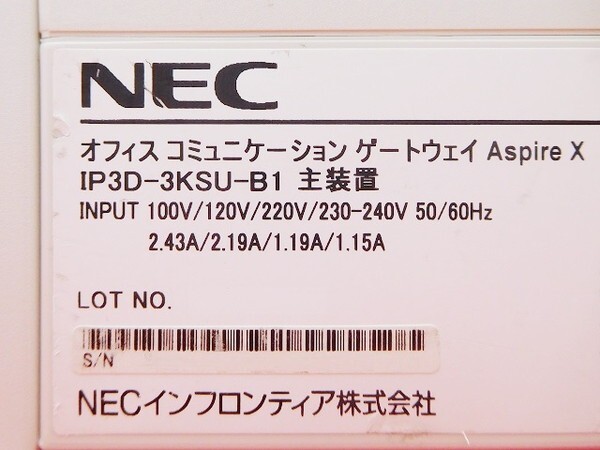 NEC
オフィス コミュニケーション ゲートウェイ Aspire X
IP3D-3KSU-B1 主装置
INPUT 100V/120V/220V/230-240V 50/60Hz
2.43A/2.19A/1.19A/1.15A
LOT NO.
S/N
NECインフロンティア株式会社